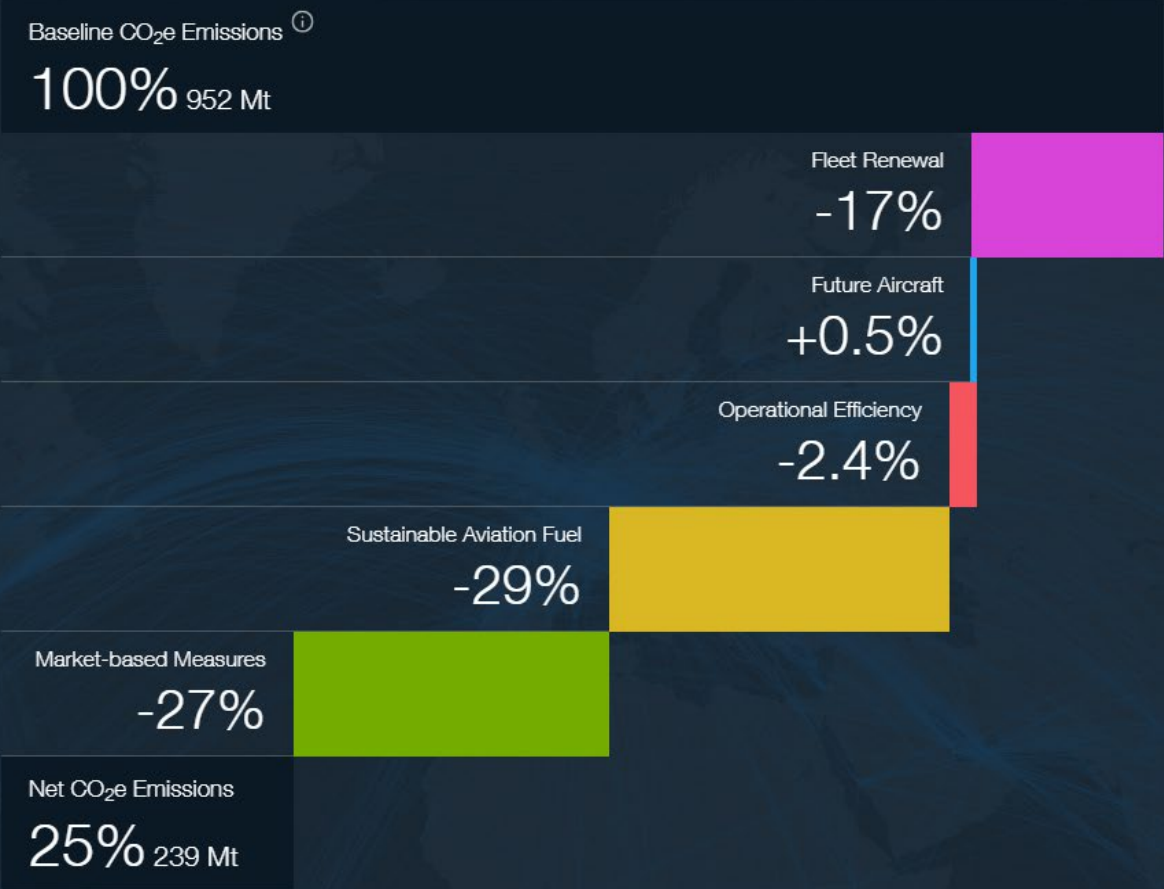 Baseline CO₂e Emissions ⓘ
100% 952 Mt
Fleet Renewal
-17%
Future Aircraft
+0.5%
Operational Efficiency
-2.4%
Sustainable Aviation Fuel
-29%
Market-based Measures
-27%
Net CO₂e Emissions
25% 239 Mt